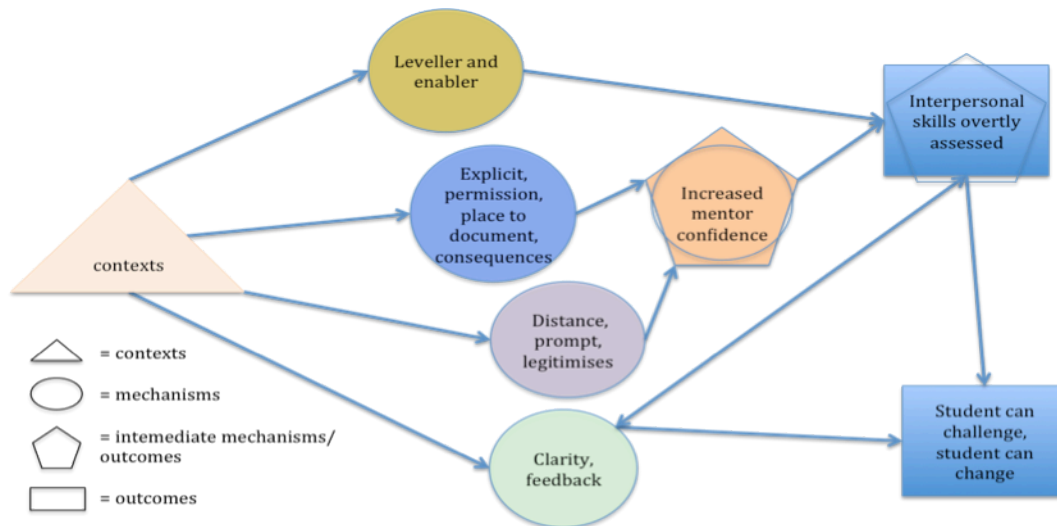 Leveller and
enabler
Interpersonal
skills overtly
assessed
Explicit,
permission,
place to
document,
consequences
Increased
mentor
confidence
contexts
Distance,
prompt,
legitimises
Clarity,
feedback
Student can
challenge,
student can
change
= contexts
= mechanisms
= intemediate mechanisms/
outcomes
= outcomes